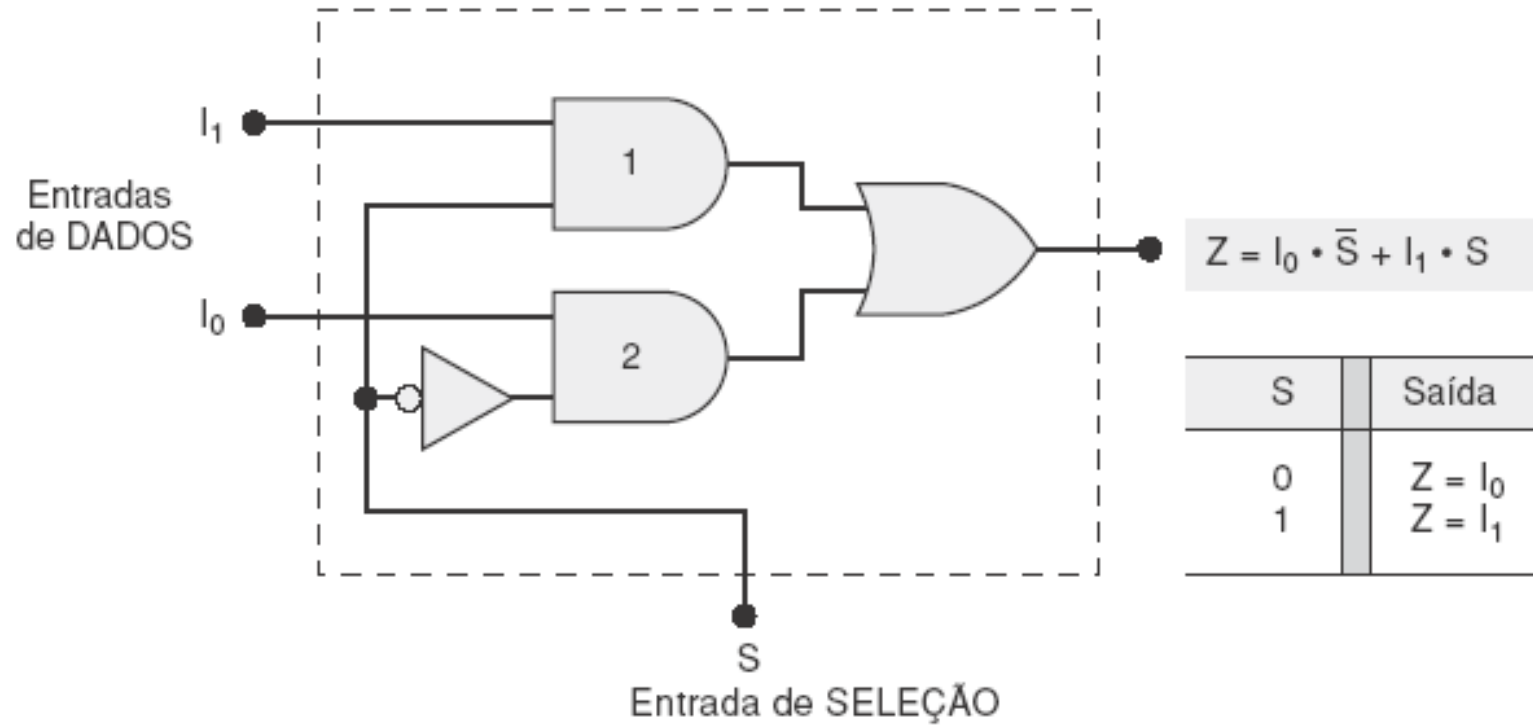 I₁
Entradas
de DADOS
I₀
1
2
Z = I₀ • S̅ + I₁ • S
S Saída
0 Z = I₀
1 Z = I₁
S
Entrada de SELEÇÃO